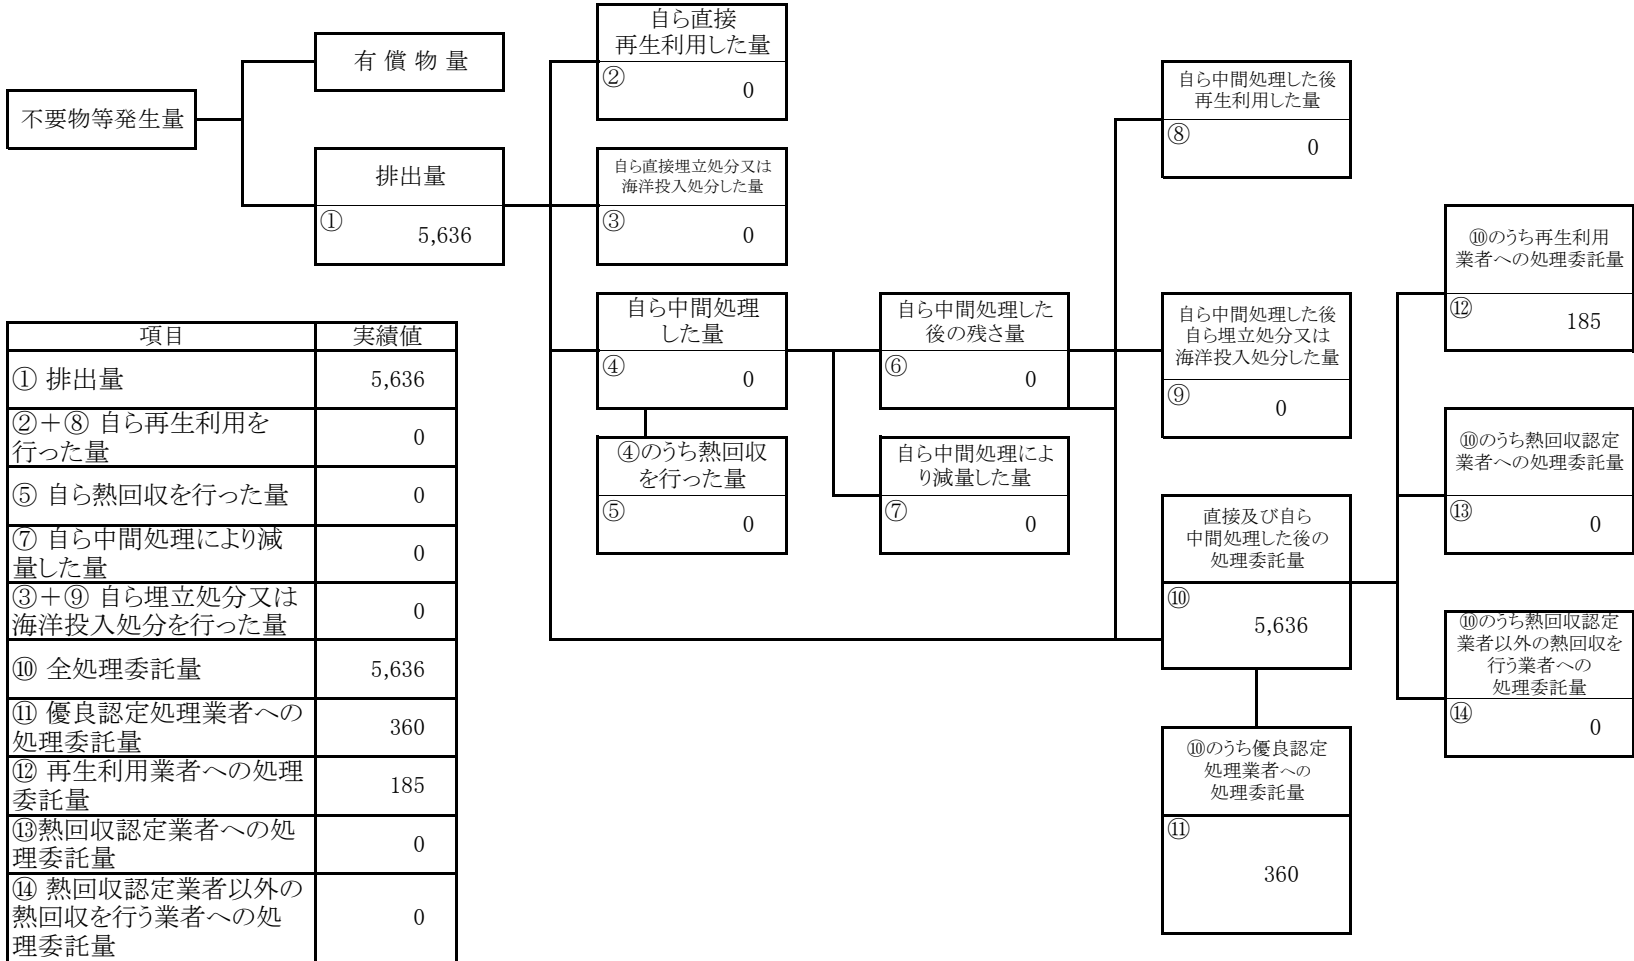 不要物等発生量
有 償 物 量
排出量
①
5,636
自ら直接
再生利用した量
②
0
自ら直接埋立処分又は
海洋投入処分した量
③
0
自ら中間処理
した量
④
0
④のうち熱回収
を行った量
⑤
0
自ら中間処理した
後の残さ量
⑥
0
自ら中間処理によ
り減量した量
⑦
0
自ら中間処理した後
再生利用した量
⑧
0
自ら中間処理した後
自ら埋立処分又は
海洋投入処分した量
⑨
0
直接及び自ら
中間処理した後の
処理委託量
⑩
5,636
⑩のうち優良認定
処理業者への
処理委託量
⑪
360
⑩のうち再生利用
業者への処理委託量
⑫
185
⑩のうち熱回収認定
業者への処理委託量
⑬
0
⑩のうち熱回収認定
業者以外の熱回収を
行う業者への
処理委託量
⑭
0
項目 実績値
① 排出量 5,636
②＋⑧ 自ら再生利用を
行った量 0
⑤ 自ら熱回収を行った量 0
⑦ 自ら中間処理により減
量した量 0
③＋⑨ 自ら埋立処分又は
海洋投入処分を行った量 0
⑩ 全処理委託量 5,636
⑪ 優良認定処理業者への
処理委託量 360
⑫ 再生利用業者への処理
委託量 185
⑬熱回収認定業者への処
理委託量 0
⑭ 熱回収認定業者以外の
熱回収を行う業者への処
理委託量 0